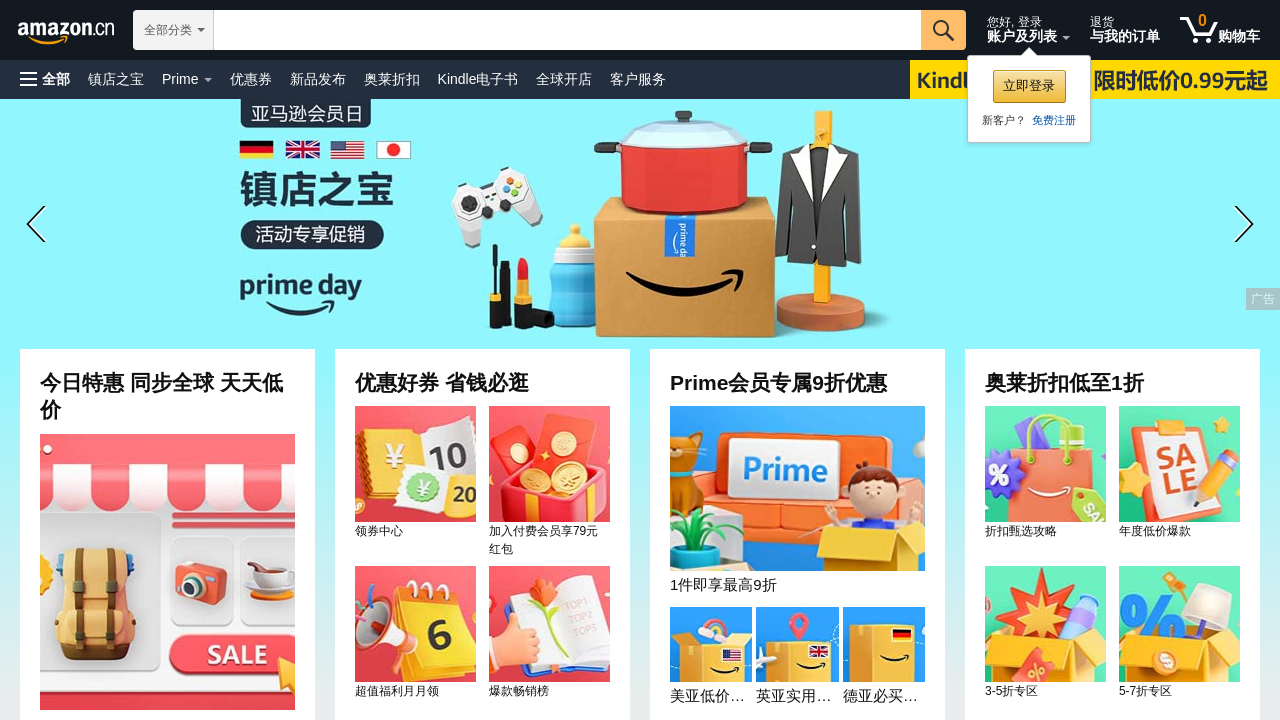 amazon.cn
全部分类
您好, 登录
账户及列表
退货
与我的订单
0
购物车
全部
镇店之宝
Prime
优惠券
新品发布
奥莱折扣
Kindle电子书
全球开店
客户服务
Kindl
限时低价0.99元起
立即登录
新客户？ 免费注册
亚马逊会员日
镇店之宝
活动专享促销
prime day
prime day
广告
今日特惠 同步全球 天天低
价
SALE
优惠好券 省钱必逛
10
20
领券中心
加入付费会员享79元
红包
6
超值福利月月领
TOP1
TOP2
TOP3
爆款畅销榜
Prime会员专属9折优惠
Prime
1件即享最高9折
美亚低价…
英亚实用…
德亚必买…
奥莱折扣低至1折
%
SALE
折扣甄选攻略
SA
LE
年度低价爆款
%
3-5折专区
%
5-7折专区